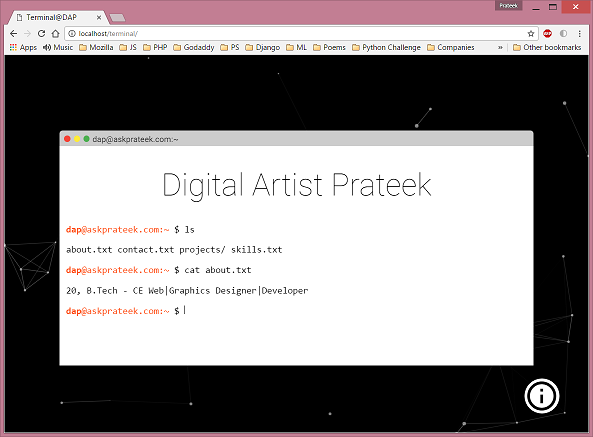 Prateek
Terminal@DAP
localhost/terminal/
Apps Music Mozilla JS PHP Godaddy PS Django ML Poems Python Challenge Companies » Other bookmarks
dap@askprateek.com:~
Digital Artist Prateek
dap@askprateek.com:~ $ ls
about.txt contact.txt projects/ skills.txt
dap@askprateek.com:~ $ cat about.txt
20, B.Tech - CE Web|Graphics Designer|Developer
dap@askprateek.com:~ $